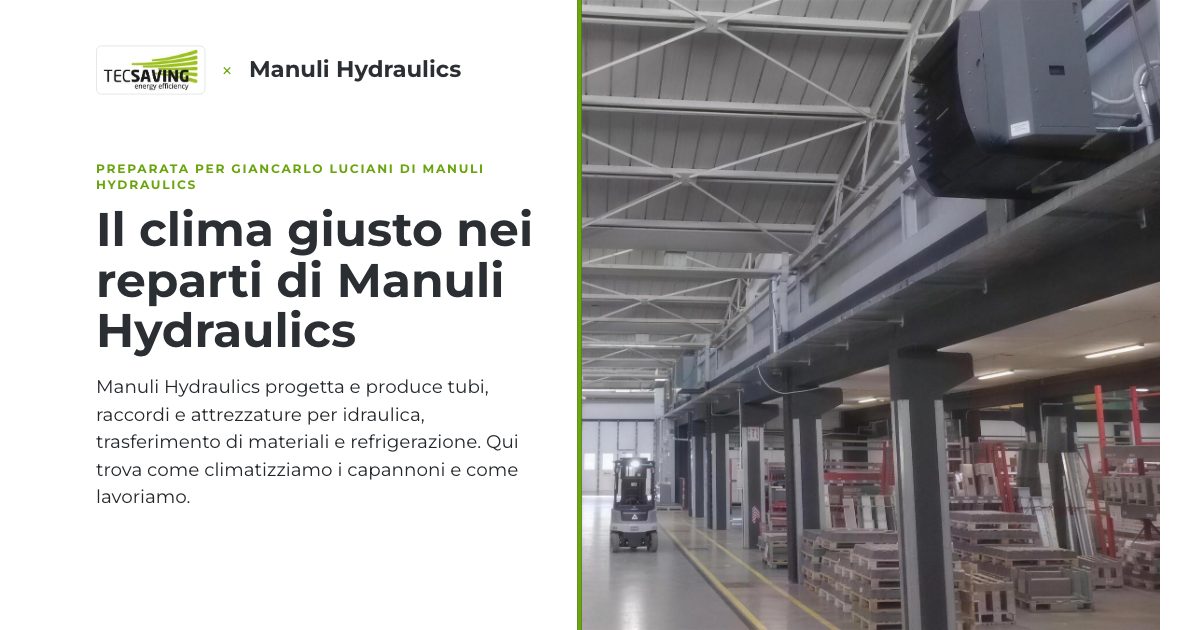 TECSAVING
energy efficiency
× Manuli Hydraulics
PREPARATA PER GIANCARLO LUCIANI DI MANULI
HYDRAULICS
Il clima giusto nei
reparti di Manuli
Hydraulics
Manuli Hydraulics progetta e produce tubi,
raccordi e attrezzature per idraulica,
trasferimento di materiali e refrigerazione. Qui
trova come climatizziamo i capannoni e come
lavoriamo.